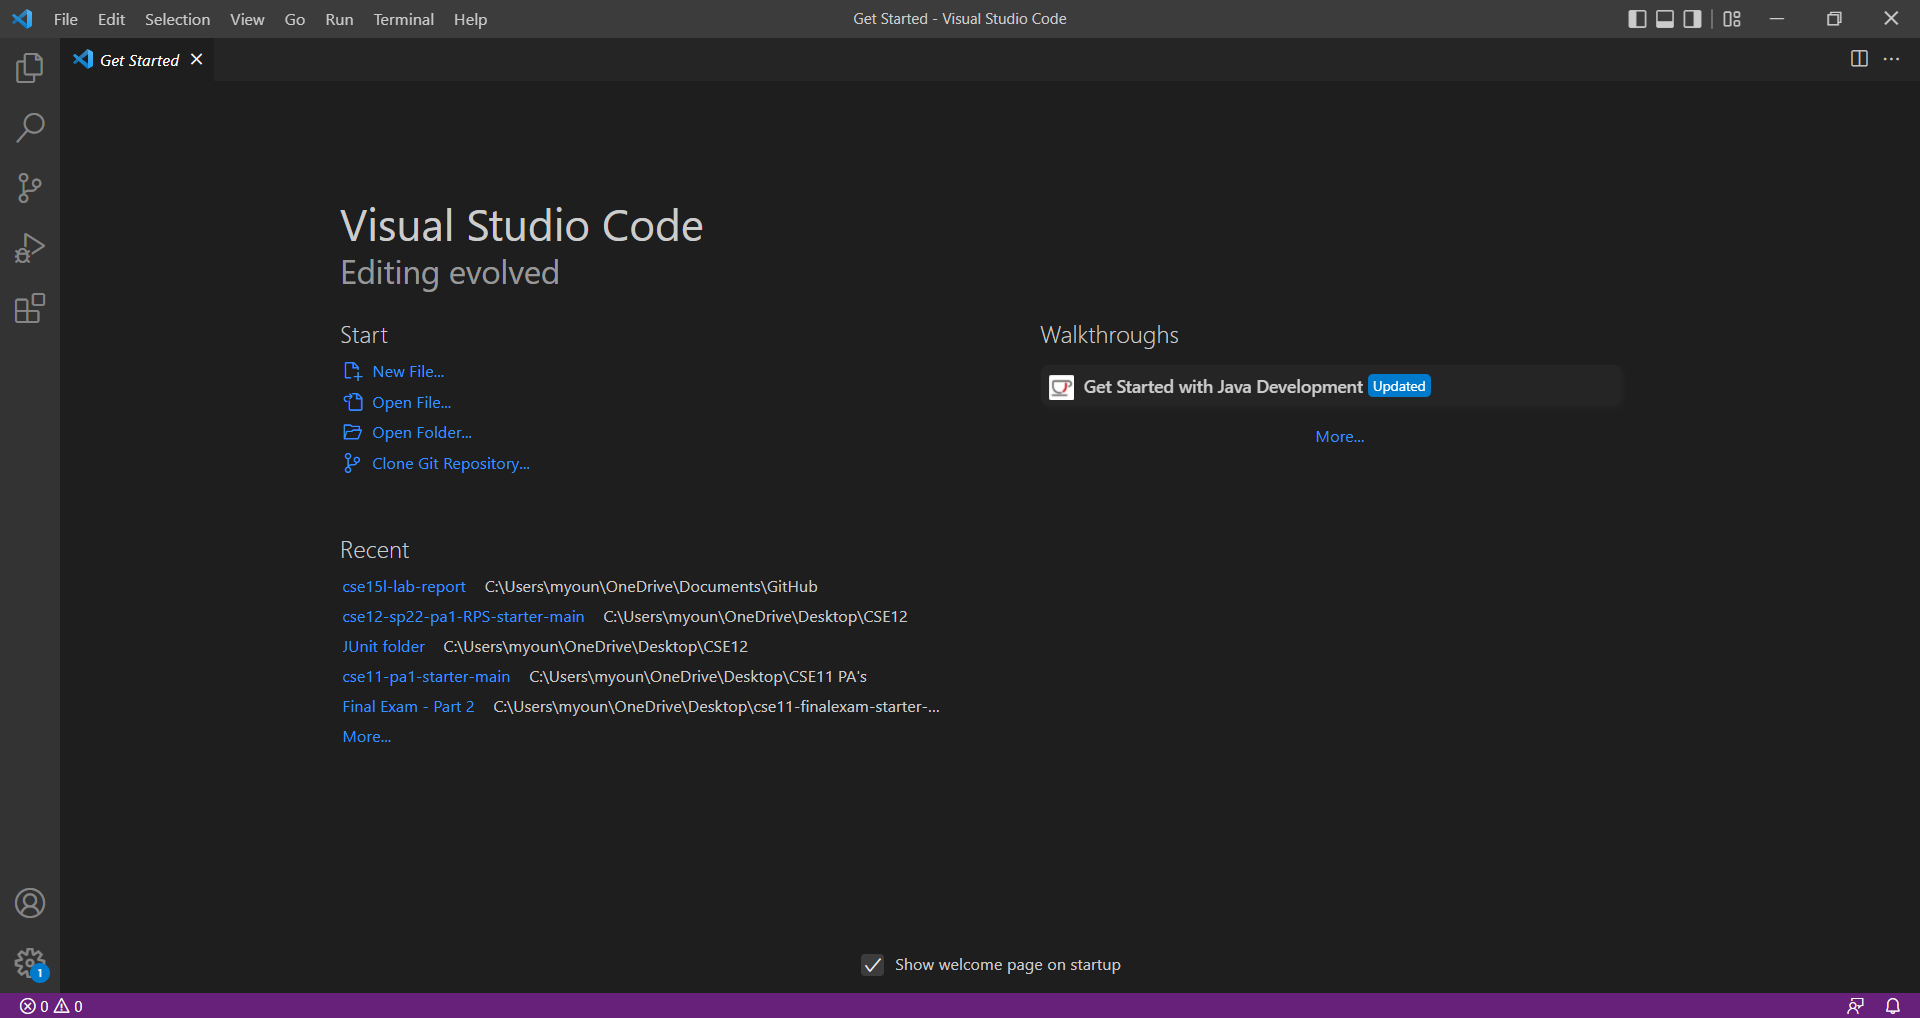 File Edit Selection View Go Run Terminal Help Get Started - Visual Studio Code
Get Started
Visual Studio Code
Editing evolved
Start
New File...
Open File...
Open Folder...
Clone Git Repository...
Walkthroughs
Get Started with Java Development Updated
More...
Recent
cse15l-lab-report C:\Users\myoun\OneDrive\Documents\GitHub
cse12-sp22-pa1-RPS-starter-main C:\Users\myoun\OneDrive\Desktop\CSE12
JUnit folder C:\Users\myoun\OneDrive\Desktop\CSE12
cse11-pa1-starter-main C:\Users\myoun\OneDrive\Desktop\CSE11 PA's
Final Exam - Part 2 C:\Users\myoun\OneDrive\Desktop\cse11-finalexam-starter-...
More...
Show welcome page on startup
1
0 0